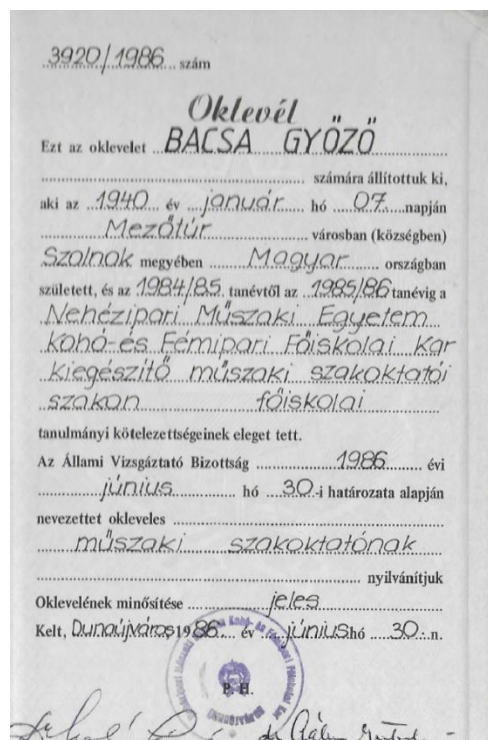 3920/1986 szám
Oklevél
Ezt az oklevelet BACSA GYŐZŐ
számára állítottuk ki,
aki az 1940 év január hó 07. napján
Mezőtúr városban (községben)
Szolnok megyében Magyar országban
született, és az 1984/85. tanévtől az 1985/86 tanévig a
Nehézipari Műszaki Egyetem
Kohó-és Fémipari Főiskolai Kar
kiegészítő műszaki szakoktatói
szakon főiskolai
tanulmányi kötelezettségeinek eleget tett.
Az Állami Vizsgáztató Bizottság 1986 évi
június hó 30.-i határozata alapján
nevezettet okleveles
műszaki szakoktatónak
nyilvánítjuk
Oklevelének minősítése jeles
Kelt, Dunaújváros 1986. év június hó 30. n.
P. H.